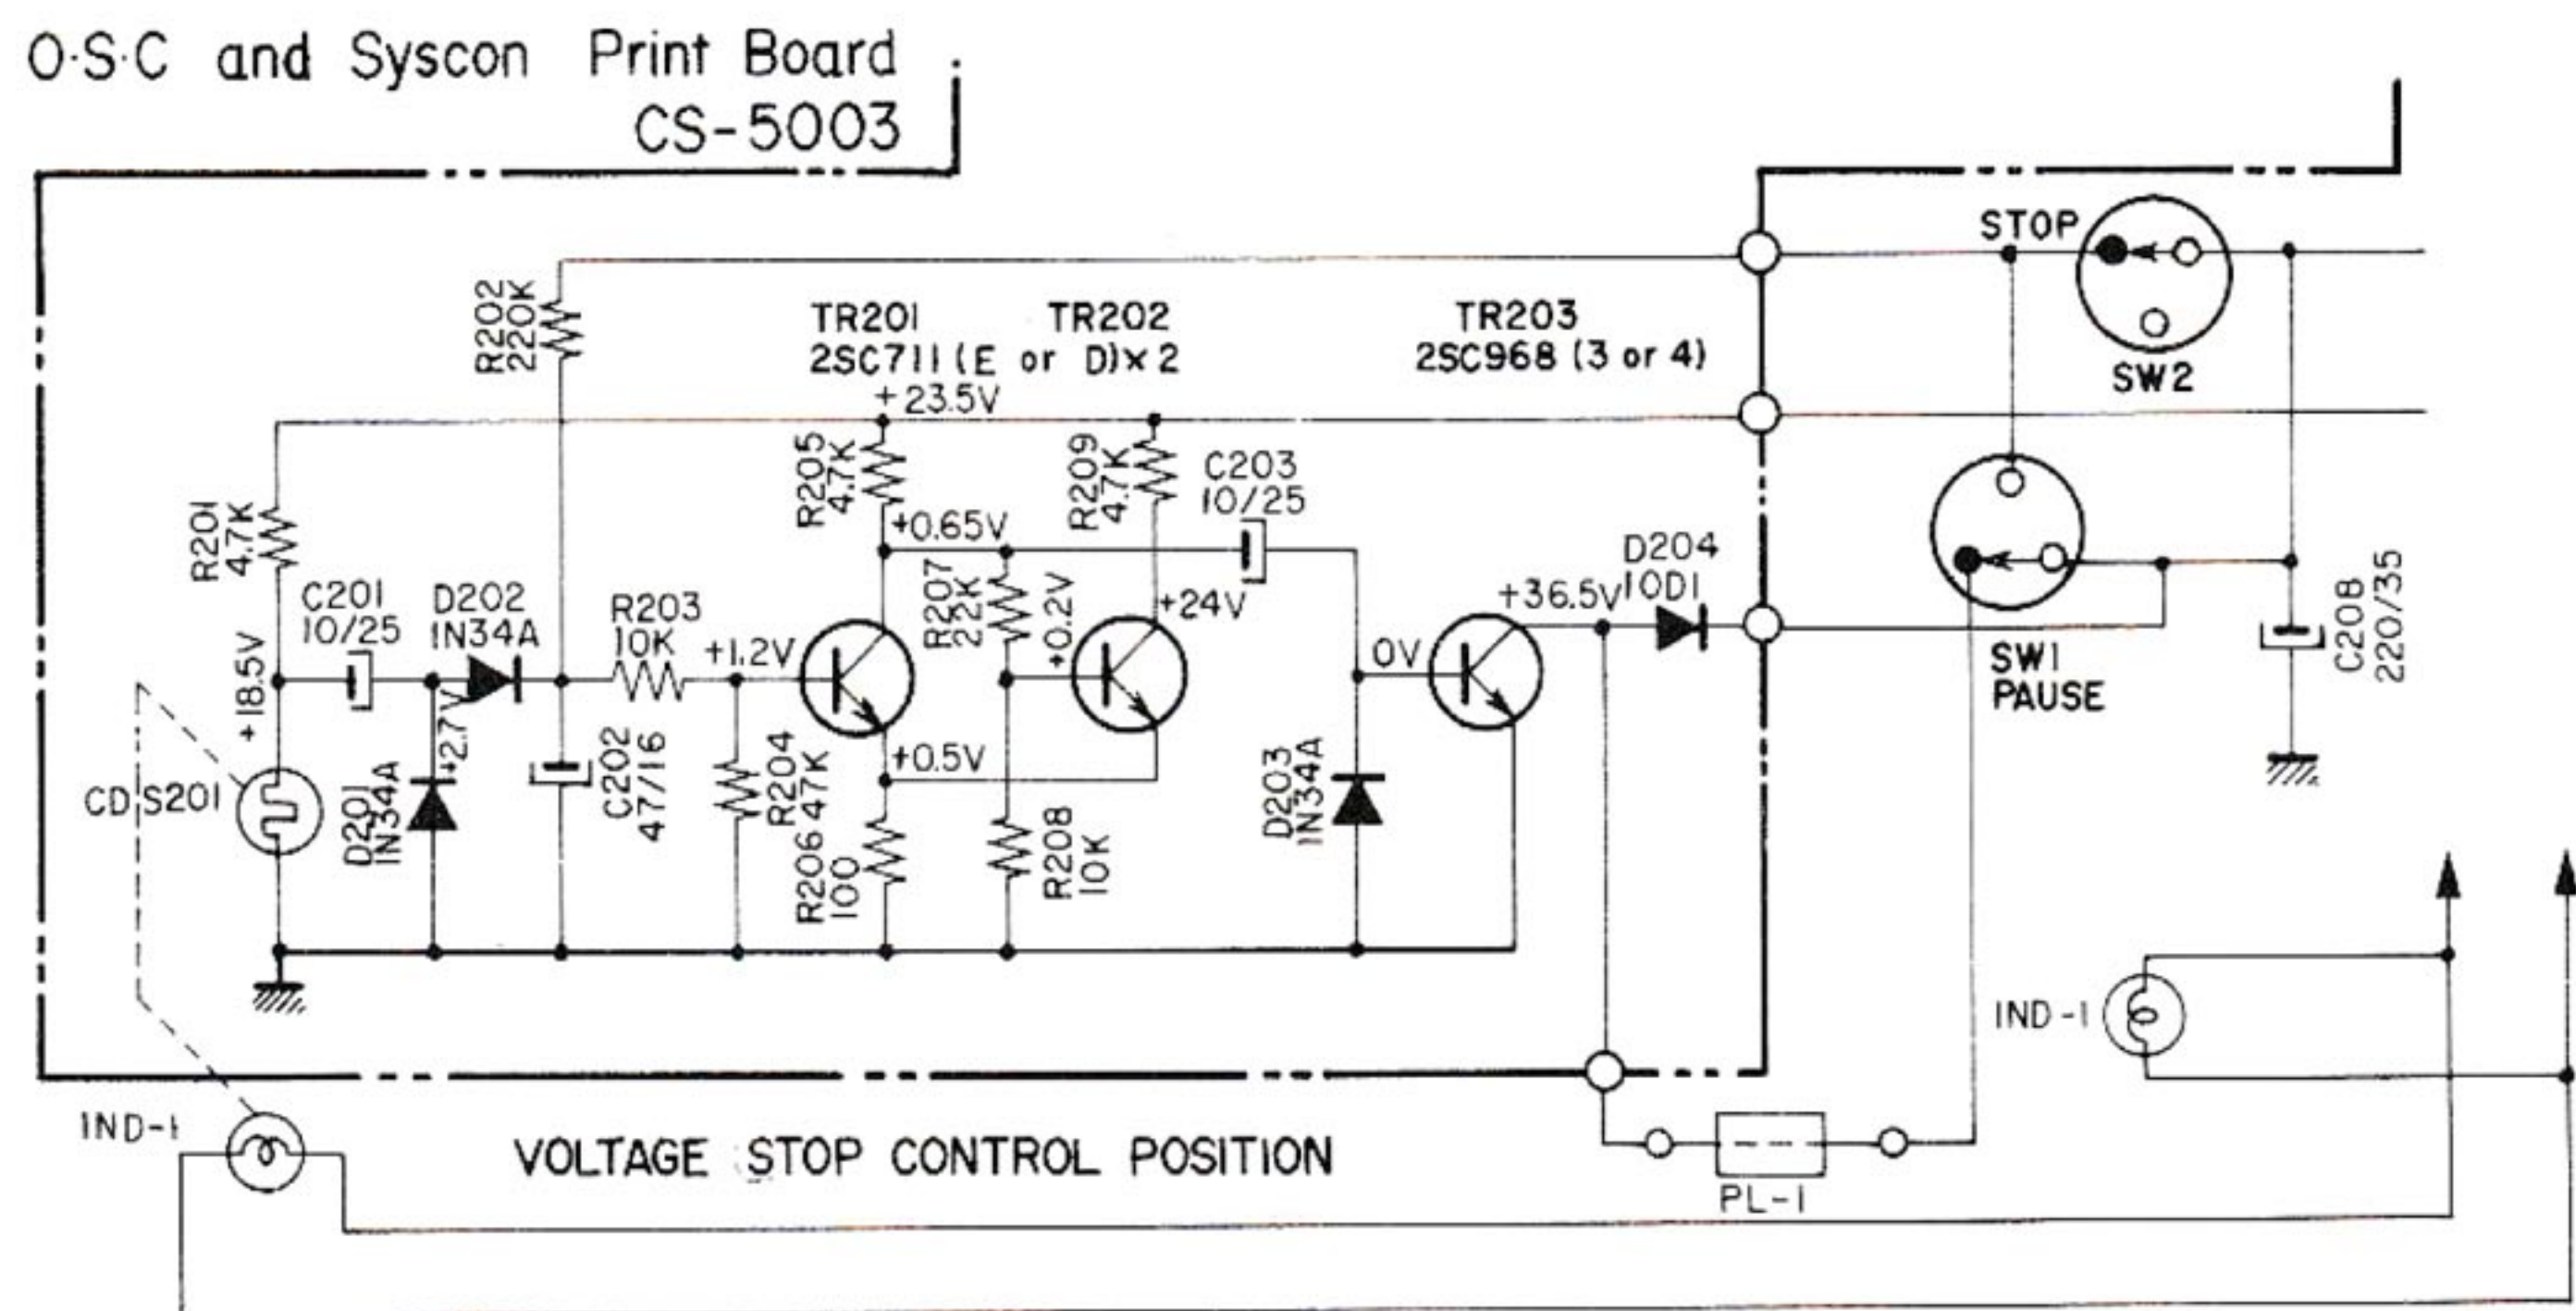 O·S·C and Syscon Print Board
CS-5003
STOP
SW2
R202
220K
TR201
TR202
2SC711 (E or D)×2
TR203
2SC968 (3 or 4)
+23.5V
R205
4.7K
R209
4.7K
C203
10/25
R201
4.7K
+0.65V
C201
10/25
D202
1N34A
R203
10K
+1.2V
R207
22K
+0.2V
+24V
+36.5V
D204
10D1
SW1
PAUSE
C208
220/35
+18.5V
+2.7V
0V
CDS201
D201
1N34A
C202
47/16
R204
47K
+0.5V
R206
100
R208
10K
D203
1N34A
IND-1
IND-1
VOLTAGE STOP CONTROL POSITION
PL-1